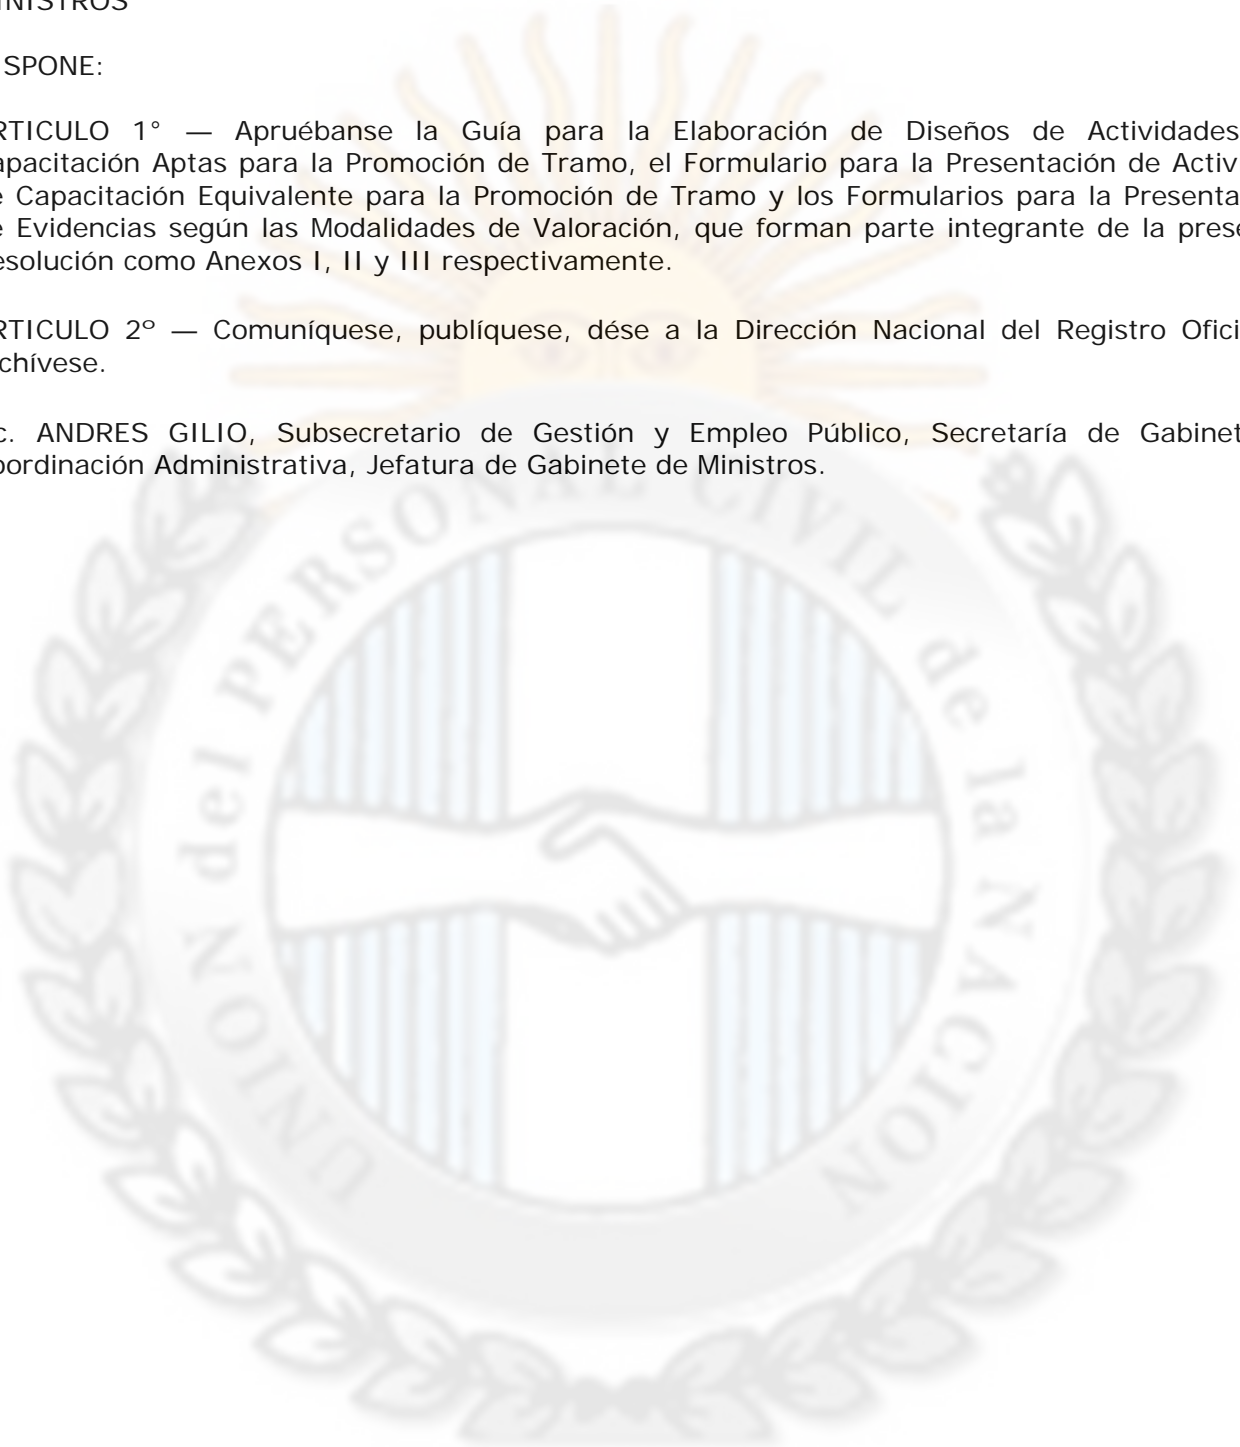 INISTROS
SPONE:
RTICULO 1° — Apruébanse la Guía para la Elaboración de Diseños de Actividades
apacitación Aptas para la Promoción de Tramo, el Formulario para la Presentación de Activ
e Capacitación Equivalente para la Promoción de Tramo y los Formularios para la Presenta
e Evidencias según las Modalidades de Valoración, que forman parte integrante de la prese
esolución como Anexos I, II y III respectivamente.
RTICULO 2º — Comuníquese, publíquese, dése a la Dirección Nacional del Registro Ofici
chívese.
c. ANDRES GILIO, Subsecretario de Gestión y Empleo Público, Secretaría de Gabinet
oordinación Administrativa, Jefatura de Gabinete de Ministros.
UNION del PERSONAL CIVIL de la NACION